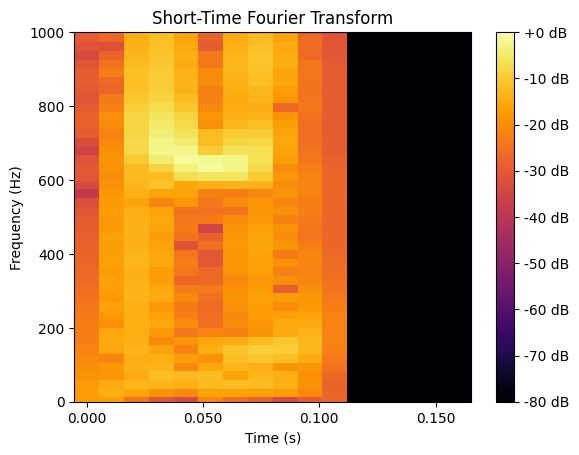 Short-Time Fourier Transform
1000
800
600
400
200
0
Frequency (Hz)
0.000
0.050
0.100
0.150
Time (s)
+0 dB
-10 dB
-20 dB
-30 dB
-40 dB
-50 dB
-60 dB
-70 dB
-80 dB